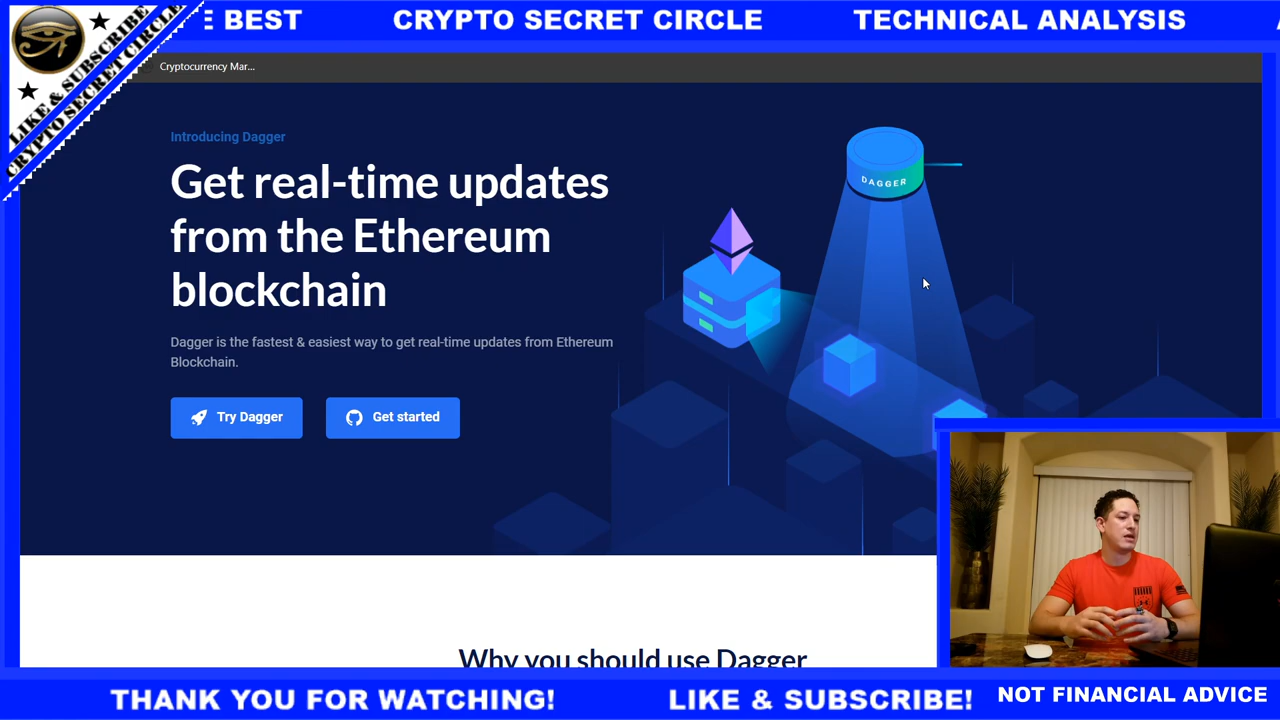 E BEST
CRYPTO SECRET CIRCLE
TECHNICAL ANALYSIS
LIKE & SUBSCRIBE
CRYPTO SECRET CIRCLE
Cryptocurrency Mar...
Introducing Dagger
Get real-time updates
from the Ethereum
blockchain
Dagger is the fastest & easiest way to get real-time updates from Ethereum
Blockchain.
Try Dagger
Get started
DAGGER
Why you should use Dagger
THANK YOU FOR WATCHING!
LIKE & SUBSCRIBE!
NOT FINANCIAL ADVICE